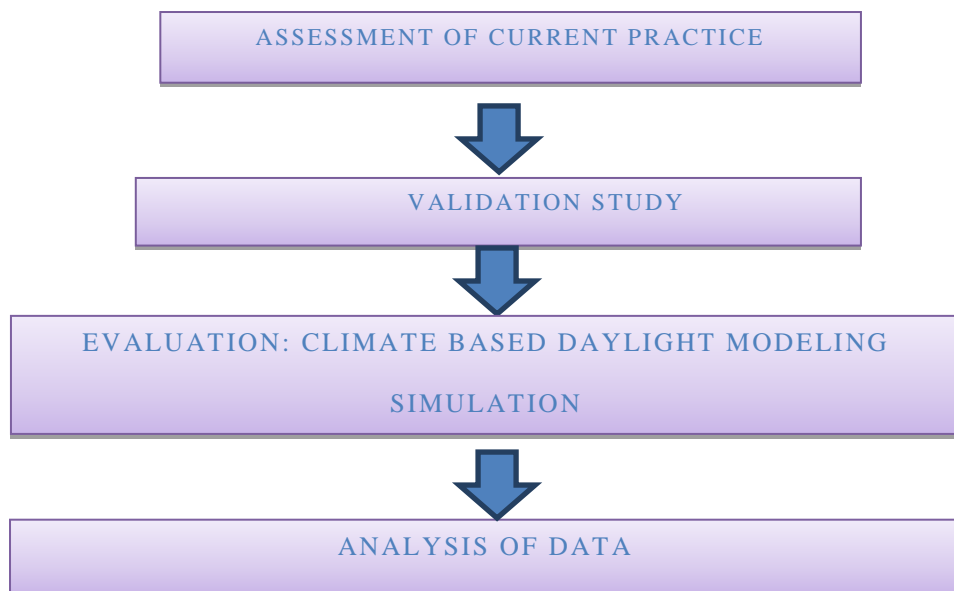 ASSESSMENT OF CURRENT PRACTICE
VALIDATION STUDY
EVALUATION: CLIMATE BASED DAYLIGHT MODELING
SIMULATION
ANALYSIS OF DATA